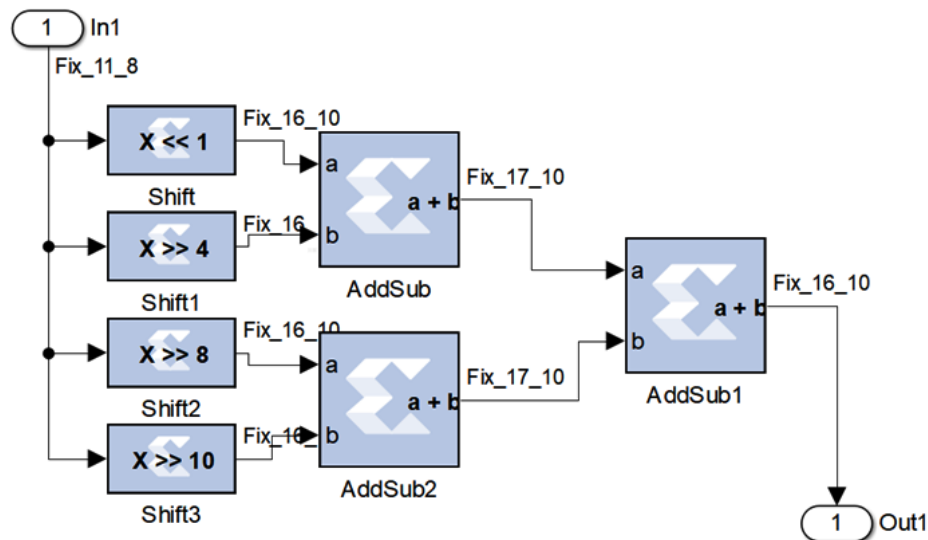 1
In1
Fix_11_8
X << 1
Shift
Fix_16_10
X >> 4
Shift1
Fix_16
X >> 8
Shift2
Fix_16_10
X >> 10
Shift3
a
b
a + b
AddSub
Fix_17_10
a
b
a + b
AddSub2
Fix_17_10
a
b
a + b
AddSub1
Fix_16_10
1
Out1